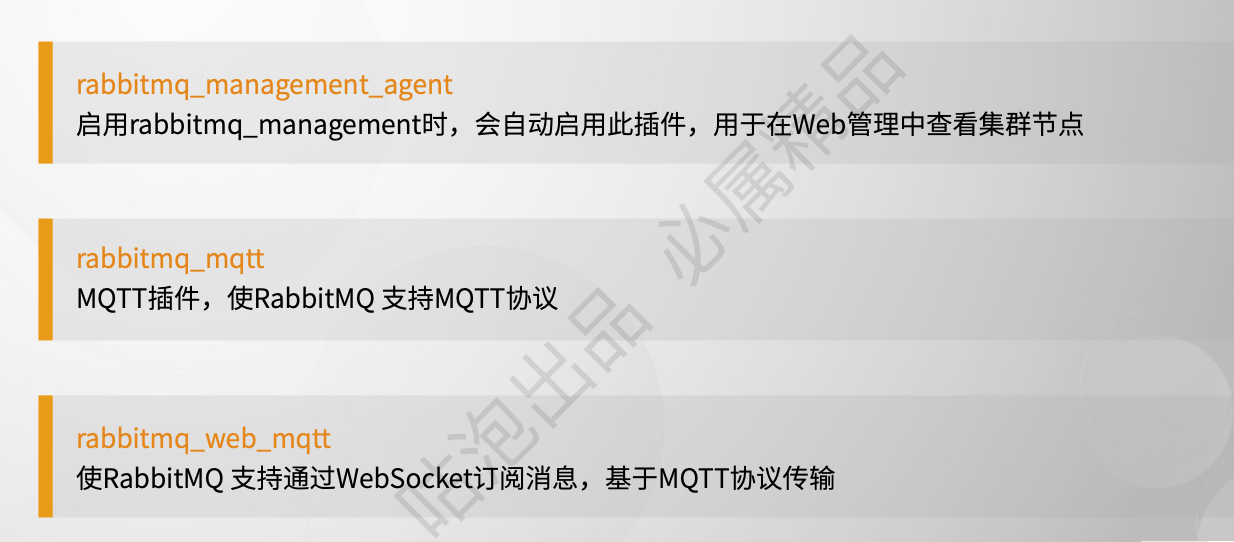 rabbitmq_management_agent
启用rabbitmq_management时，会自动启用此插件，用于在Web管理中查看集群节点
rabbitmq_mqtt
MQTT插件，使RabbitMQ 支持MQTT协议
rabbitmq_web_mqtt
使RabbitMQ 支持通过WebSocket订阅消息，基于MQTT协议传输
咕泡出品 必属精品